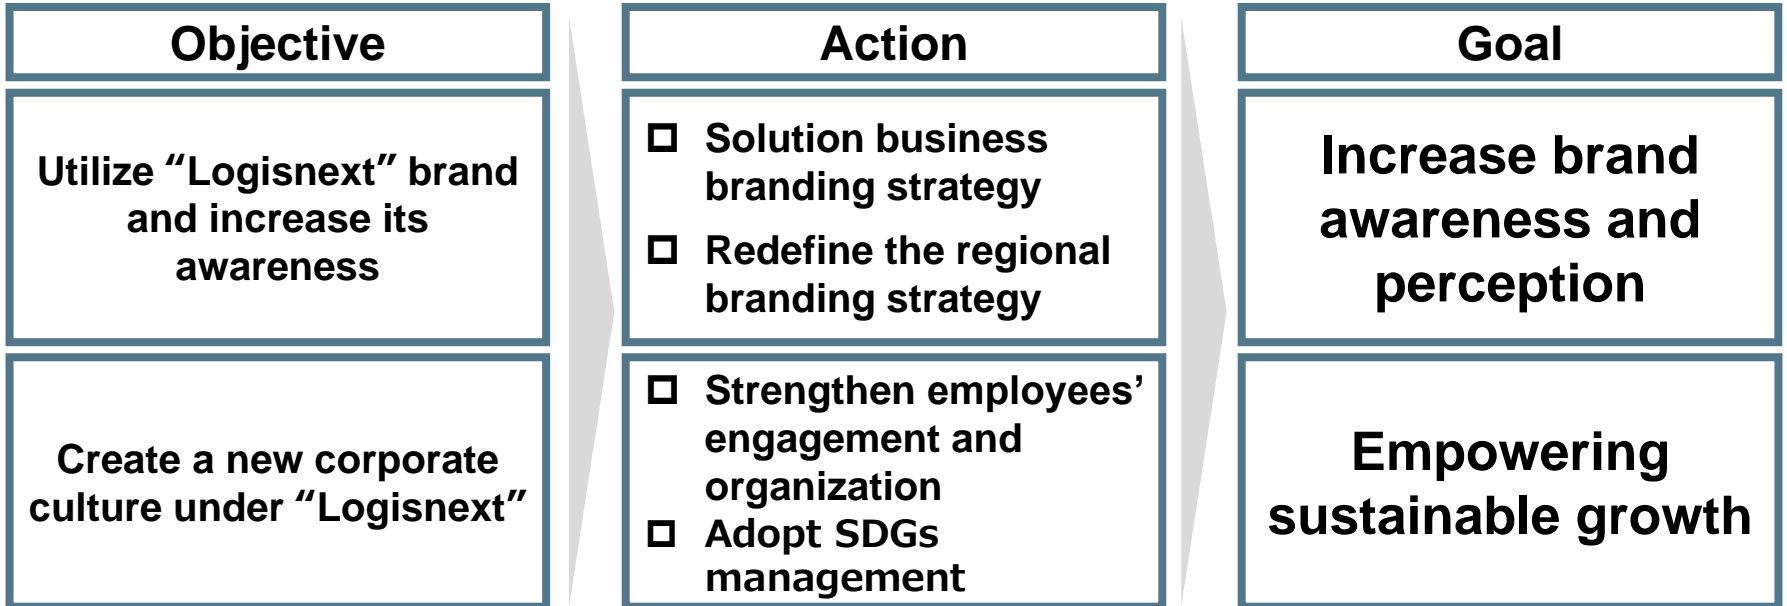 Objective
Action
Goal
Utilize “Logisnext” brand
and increase its
awareness
Solution business
branding strategy
Redefine the regional
branding strategy
Increase brand
awareness and
perception
Create a new corporate
culture under “Logisnext”
Strengthen employees’
engagement and
organization
Adopt SDGs
management
Empowering
sustainable growth